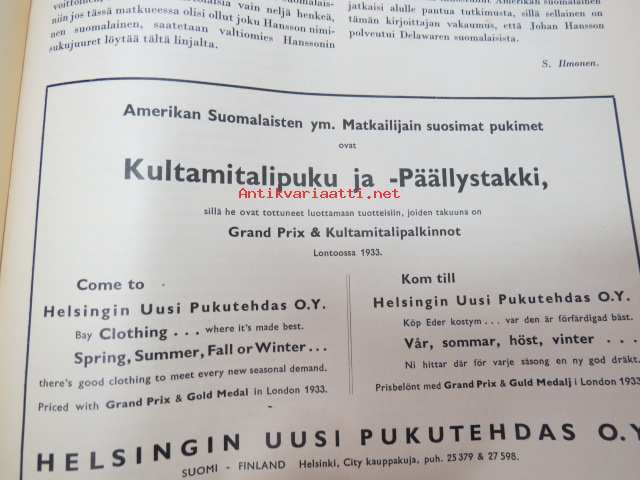 voittoinen,
suomalais-
niin jos tässä matkueessa olisi ollut joku Hansson nimi-
nen suomalainen, saatetaan valtiomies Hanssonin
sukujuuret löytää tältä linjalta.
jatkaisi alulle pantua tutkimusta, sillä sellainen on
tämän kirjoittajan vakaumus, että Johan Hansson
polveutui Delawaren suomalaisista.
S. Ilmonen.
Amerikan Suomalaisten ym. Matkailijain suosimat pukimet
ovat
Kultamitalipuku ja -Päällystakki,
Antikvariaatti.net
sillä he ovat tottuneet luottamaan tuotteisiin, joiden takuuna on
Grand Prix & Kultamitalipalkinnot
Lontoossa 1933.
Come to
Helsingin Uusi Pukutehdas O.Y.
Bay Clothing . . . where it's made best.
Spring, Summer, Fall or Winter . . .
there's good clothing to meet every new seasonal demand.
Priced with Grand Prix & Gold Medal in London 1933.
Kom till
Helsingin Uusi Pukutehdas O.Y.
Köp Eder kostym . . . var den är förfärdigad bäst.
Vår, sommar, höst, vinter . . .
Ni hittar där för varje säsong en ny god dräkt.
Prisbelönt med Grand Prix & Guld Medalj i London 1933
HELSINGIN UUSI PUKUTEHDAS O.Y
SUOMI - FINLAND Helsinki, City kauppakuja, puh. 25 379 & 27 598.